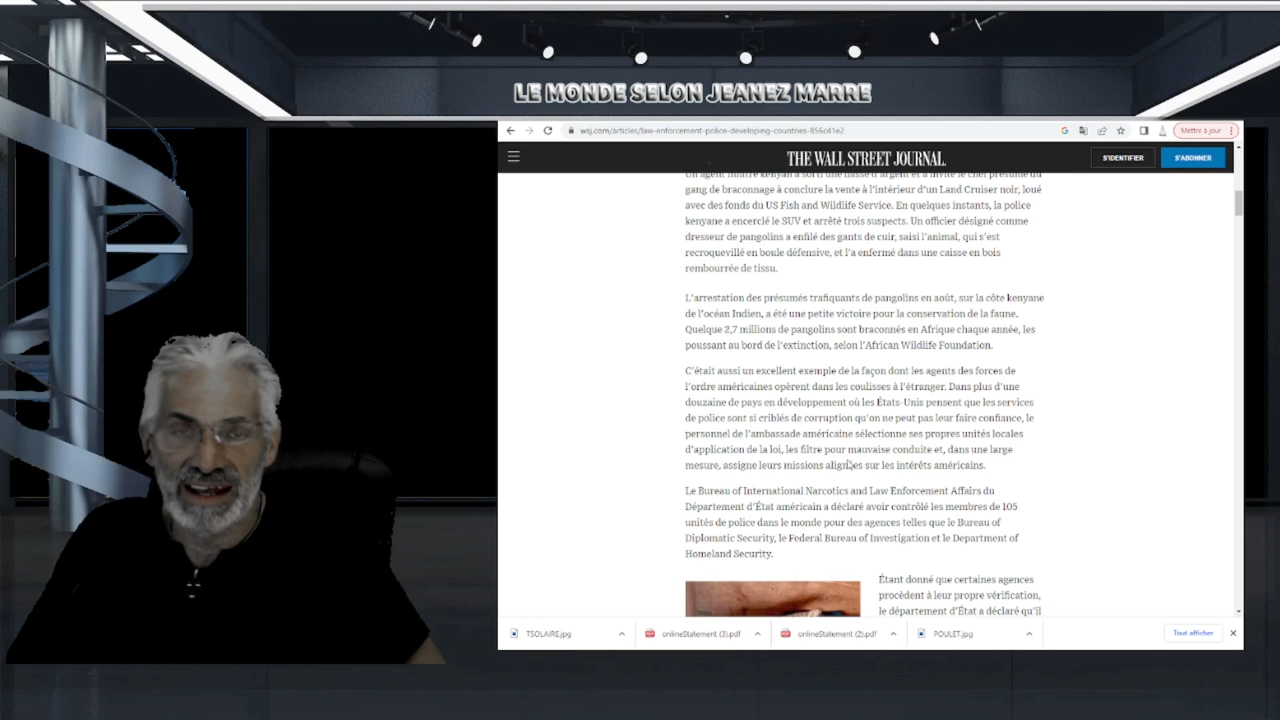 LE MONDE SELON JEANEZ MARRE
wsj.com/articles/law-enforcement-police-developing-countries-856c41e2
Mettre à jour
THE WALL STREET JOURNAL.
S'IDENTIFIER
S'ABONNER
Un agent infiltré kenyan a sorti une liasse d'argent et a invité le chef présumé du
gang de braconnage à conclure la vente à l'intérieur d'un Land Cruiser noir, loué
avec des fonds du US Fish and Wildlife Service. En quelques instants, la police
kenyane a encerclé le SUV et arrêté trois suspects. Un officier désigné comme
dresseur de pangolins a enfilé des gants de cuir, saisi l'animal, qui s'est
recroquevillé en boule défensive, et l'a enfermé dans une caisse en bois
rembourrée de tissu.
L'arrestation des présumés trafiquants de pangolins en août, sur la côte kenyane
de l'océan Indien, a été une petite victoire pour la conservation de la faune.
Quelque 2,7 millions de pangolins sont braconnés en Afrique chaque année, les
poussant au bord de l'extinction, selon l'African Wildlife Foundation.
C'était aussi un excellent exemple de la façon dont les agents des forces de
l'ordre américaines opèrent dans les coulisses à l'étranger. Dans plus d'une
douzaine de pays en développement où les États-Unis pensent que les services
de police sont si criblés de corruption qu'on ne peut pas leur faire confiance, le
personnel de l'ambassade américaine sélectionne ses propres unités locales
d'application de la loi, les filtre pour mauvaise conduite et, dans une large
mesure, assigne leurs missions alignées sur les intérêts américains.
Le Bureau of International Narcotics and Law Enforcement Affairs du
Département d'État américain a déclaré avoir contrôlé les membres de 105
unités de police dans le monde pour des agences telles que le Bureau of
Diplomatic Security, le Federal Bureau of Investigation et le Department of
Homeland Security.
Étant donné que certaines agences
procèdent à leur propre vérification,
le département d'État a déclaré qu'il
TSOLAIRE.jpg
onlineStatement (3).pdf
onlineStatement (2).pdf
POULET.jpg
Tout afficher